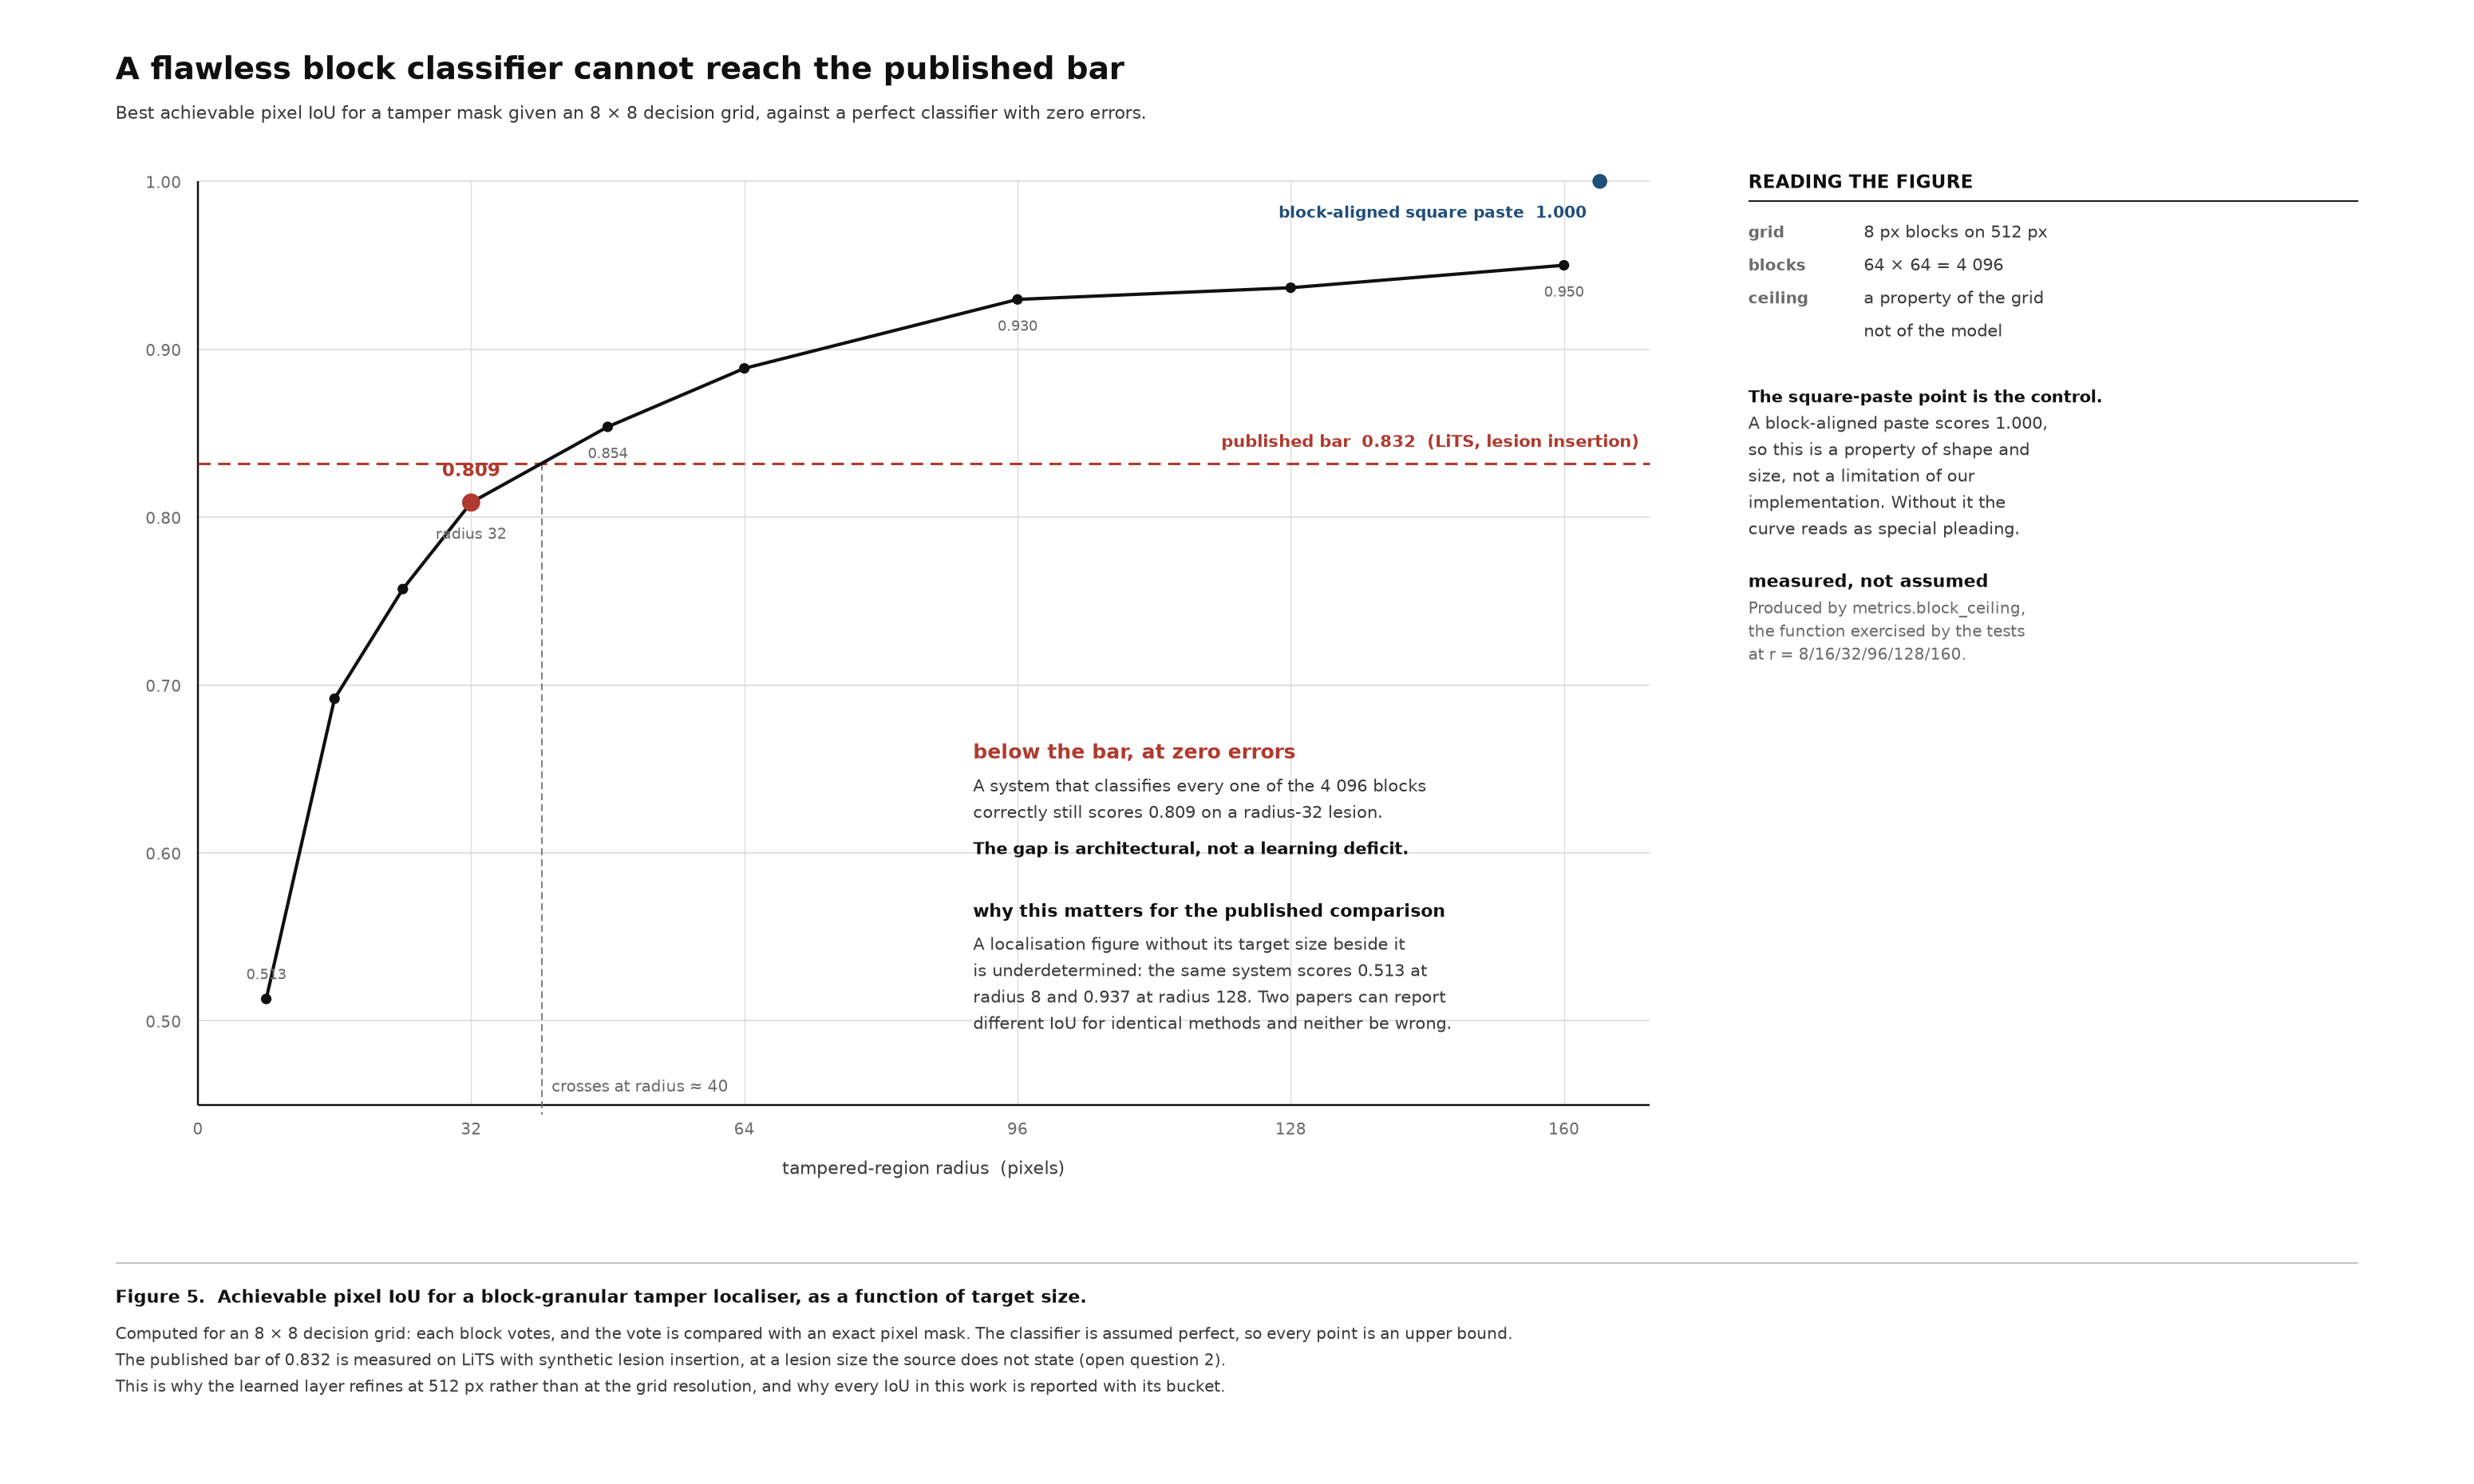 A flawless block classifier cannot reach the published bar
Best achievable pixel IoU for a tamper mask given an 8 × 8 decision grid, against a perfect classifier with zero errors.
1.00
0.90
0.80
0.70
0.60
0.50
block-aligned square paste 1.000
0.950
0.930
published bar 0.832 (LiTS, lesion insertion)
0.854
0.809
radius 32
0.513
below the bar, at zero errors
A system that classifies every one of the 4 096 blocks
correctly still scores 0.809 on a radius-32 lesion.
The gap is architectural, not a learning deficit.
why this matters for the published comparison
A localisation figure without its target size beside it
is underdetermined: the same system scores 0.513 at
radius 8 and 0.937 at radius 128. Two papers can report
different IoU for identical methods and neither be wrong.
crosses at radius ≈ 40
0
32
64
96
128
160
tampered-region radius (pixels)
READING THE FIGURE
grid 8 px blocks on 512 px
blocks 64 × 64 = 4 096
ceiling a property of the grid
not of the model
The square-paste point is the control.
A block-aligned paste scores 1.000,
so this is a property of shape and
size, not a limitation of our
implementation. Without it the
curve reads as special pleading.
measured, not assumed
Produced by metrics.block_ceiling,
the function exercised by the tests
at r = 8/16/32/96/128/160.
Figure 5. Achievable pixel IoU for a block-granular tamper localiser, as a function of target size.
Computed for an 8 × 8 decision grid: each block votes, and the vote is compared with an exact pixel mask. The classifier is assumed perfect, so every point is an upper bound.
The published bar of 0.832 is measured on LiTS with synthetic lesion insertion, at a lesion size the source does not state (open question 2).
This is why the learned layer refines at 512 px rather than at the grid resolution, and why every IoU in this work is reported with its bucket.